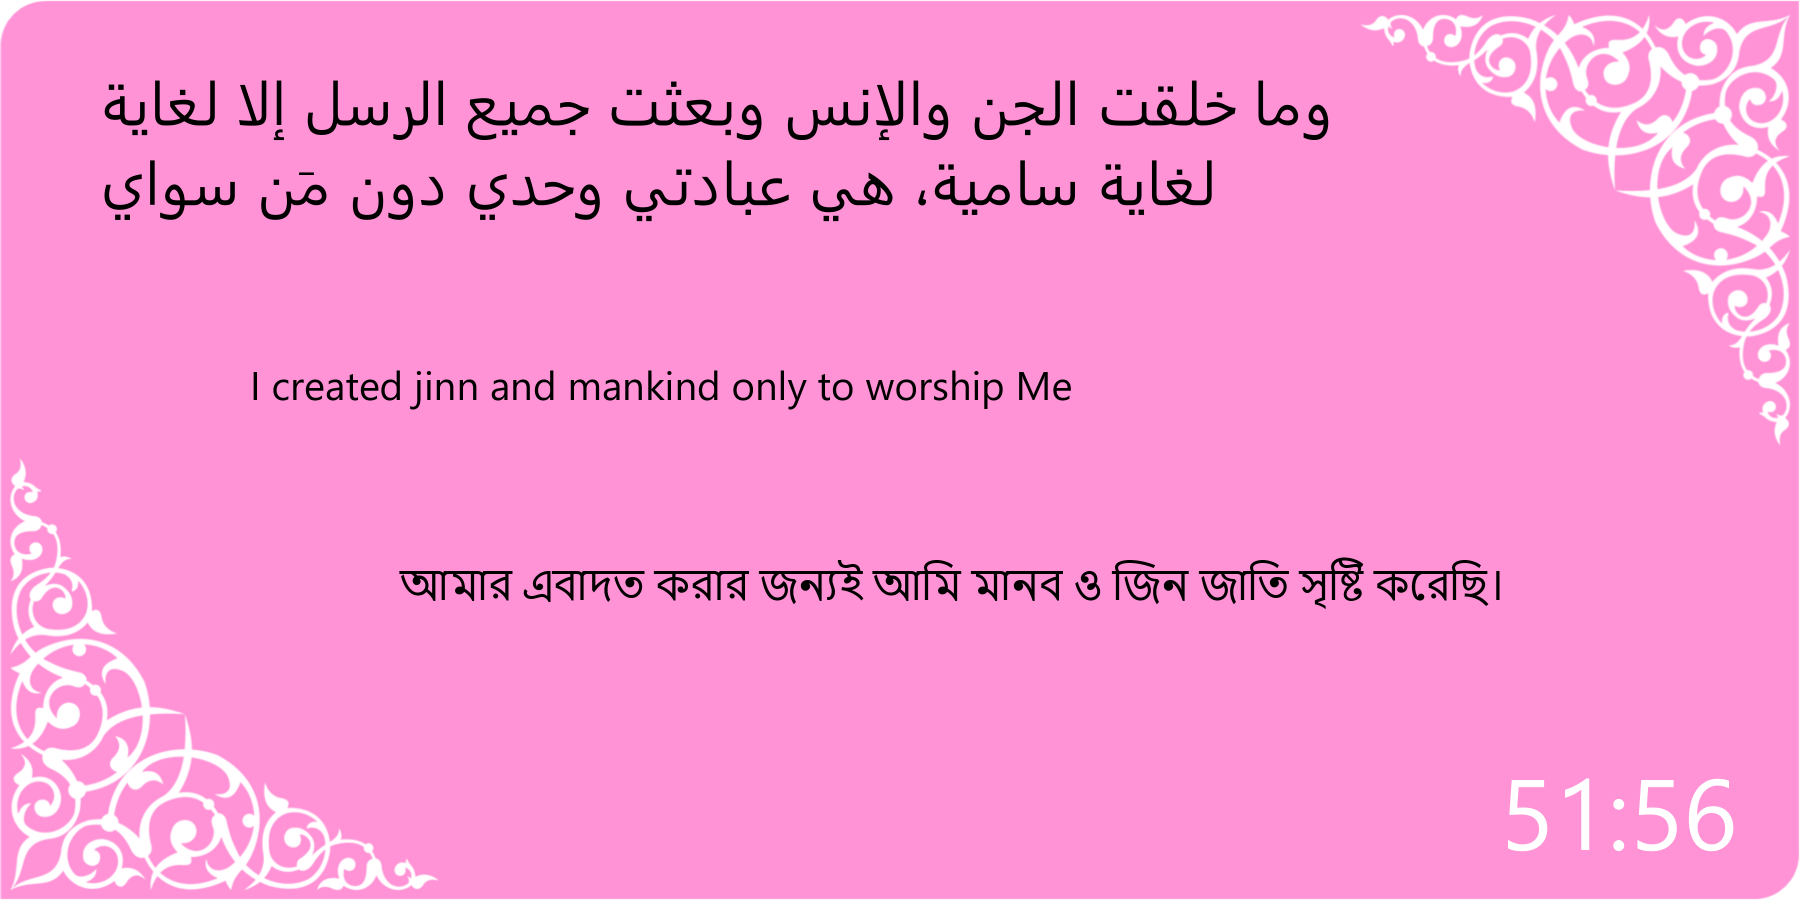 وما خلقت الجن والإنس وبعثت جميع الرسل إلا لغاية
لغاية سامية، هي عبادتي وحدي دون مَن سواي
I created jinn and mankind only to worship Me
আমার এবাদত করার জন্যই আমি মানব ও জিন জাতি সৃষ্টি করেছি।
51:56